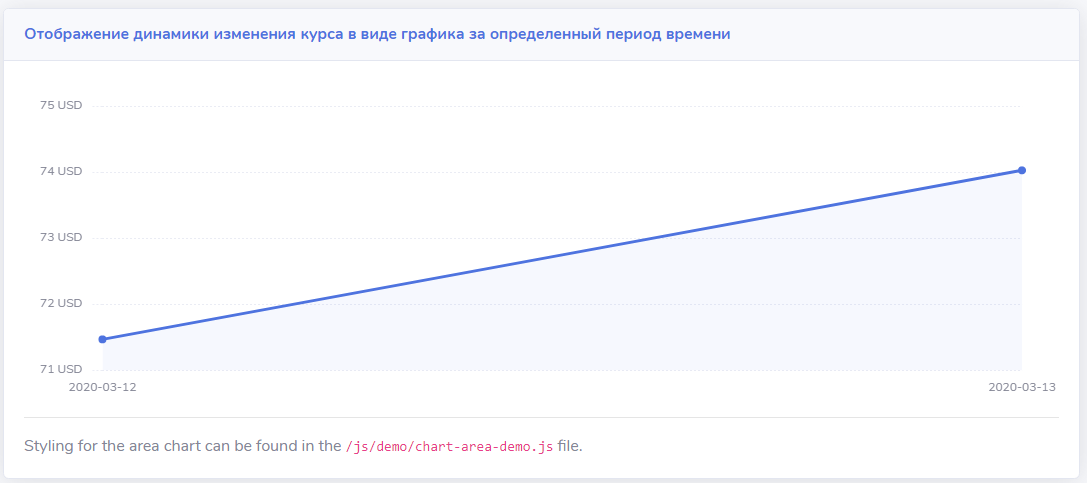 Отображение динамики изменения курса в виде графика за определенный период времени
75 USD
74 USD
73 USD
72 USD
71 USD
2020-03-12 2020-03-13
Styling for the area chart can be found in the /js/demo/chart-area-demo.js file.